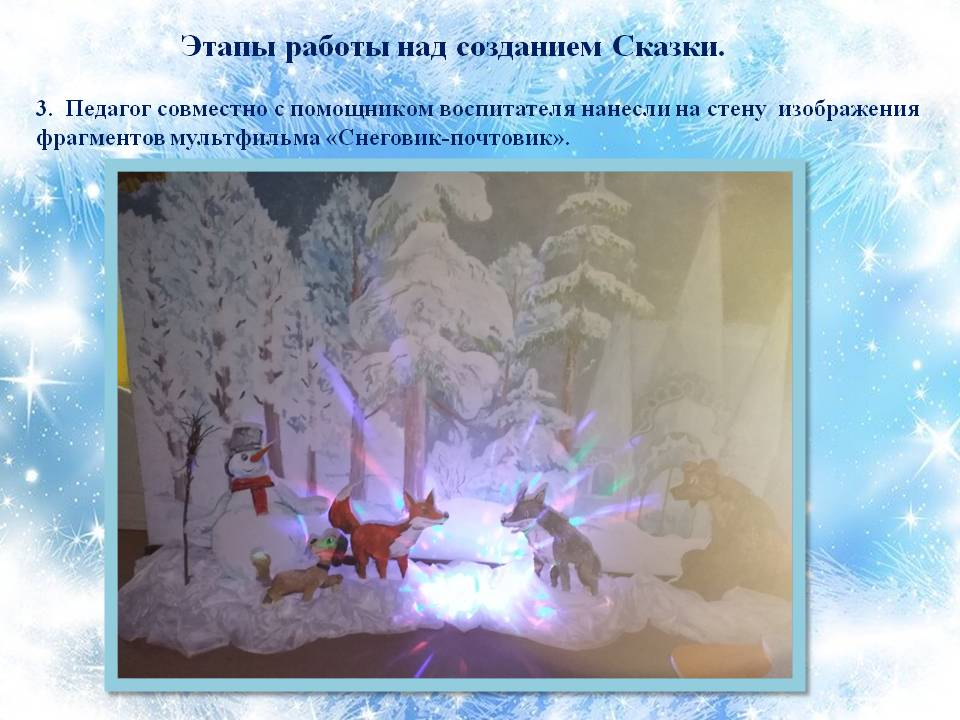 Этапы работы над созданием Сказки.
3. Педагог совместно с помощником воспитателя нанесли на стену изображения
фрагментов мультфильма «Снеговик-почтовик».